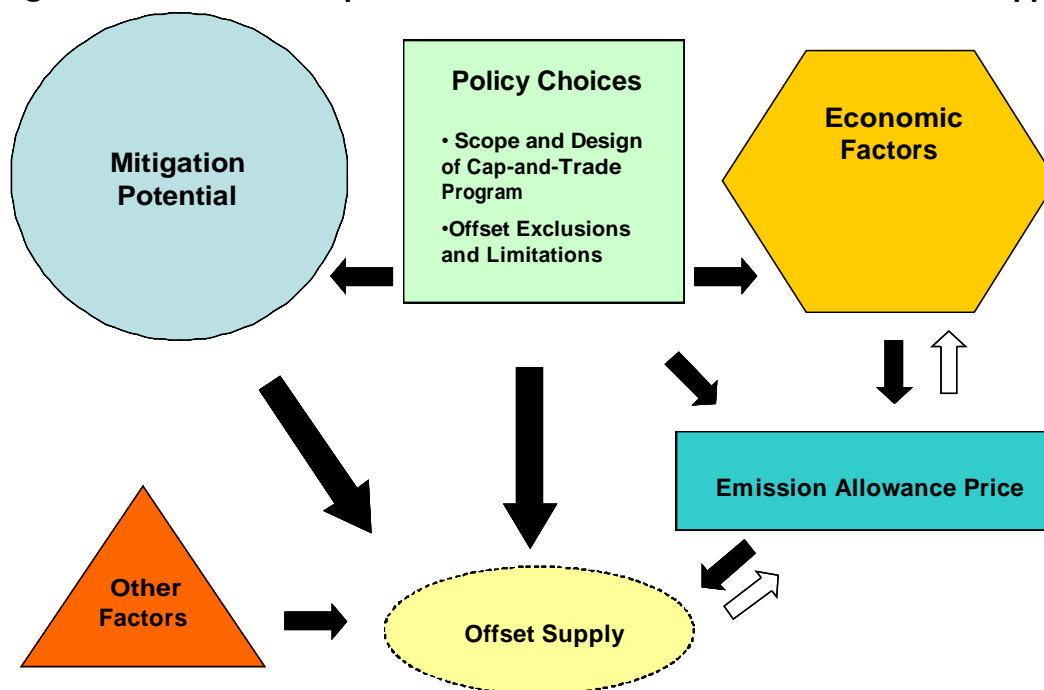 Policy Choices
• Scope and Design
of Cap-and-Trade
Program
•Offset Exclusions
and Limitations
Economic
Factors
Mitigation
Potential
Emission Allowance Price
Other
Factors
Offset Supply